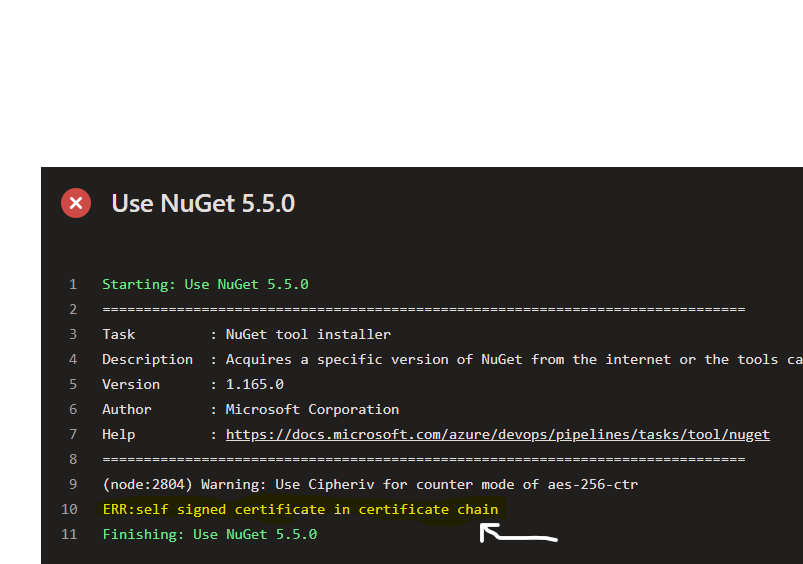 Use NuGet 5.5.0
1 Starting: Use NuGet 5.5.0
2 ==============================================================================
3 Task         : NuGet tool installer
4 Description  : Acquires a specific version of NuGet from the internet or the tools ca
5 Version      : 1.165.0
6 Author       : Microsoft Corporation
7 Help         : https://docs.microsoft.com/azure/devops/pipelines/tasks/tool/nuget
8 ==============================================================================
9 (node:2804) Warning: Use Cipheriv for counter mode of aes-256-ctr
10 ERR:self signed certificate in certificate chain
11 Finishing: Use NuGet 5.5.0